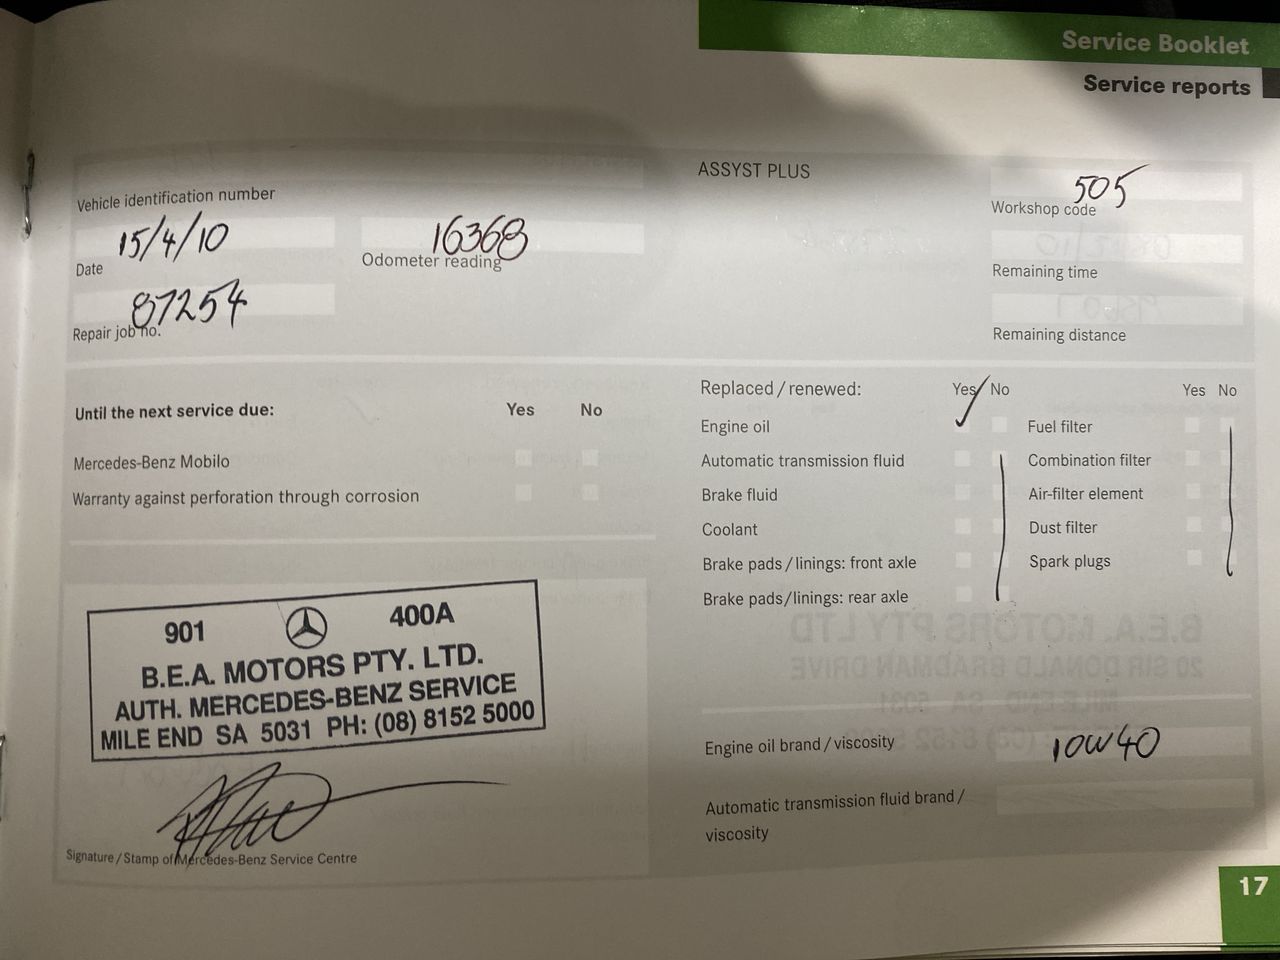 Service Booklet
Service reports
Vehicle identification number
15/4/10
Date
16368
Odometer reading
87254
Repair job no.
ASSYST PLUS
505
Workshop code
Remaining time
Remaining distance
Until the next service due: Yes No
Mercedes-Benz Mobilo
Warranty against perforation through corrosion
901 400A
B.E.A. MOTORS PTY. LTD.
AUTH. MERCEDES-BENZ SERVICE
MILE END SA 5031 PH: (08) 8152 5000
Signature / Stamp of Mercedes-Benz Service Centre
Replaced / renewed: Yes No
Engine oil
Automatic transmission fluid
Brake fluid
Coolant
Brake pads / linings: front axle
Brake pads/linings: rear axle
Yes No
Fuel filter
Combination filter
Air-filter element
Dust filter
Spark plugs
Engine oil brand / viscosity 10W40
Automatic transmission fluid brand /
viscosity
17